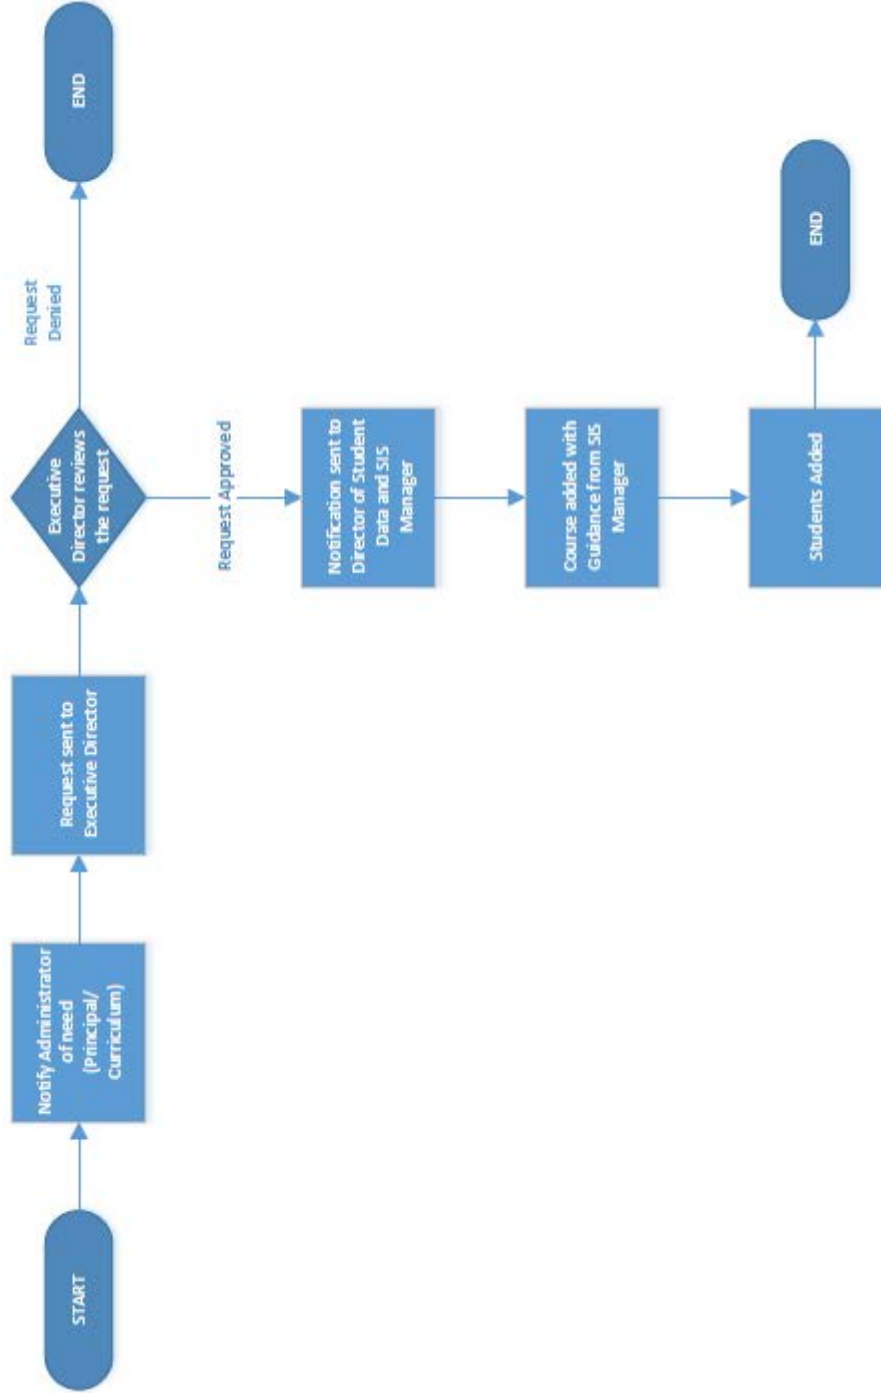 START
Notify Administrator
of need
(Principal/
Curriculum)
Request sent to
Executive Director
Executive
Director reviews
the request
Request
Denied
END
Request Approved
Notification sent to
Director of Student
Data and SIS
Manager
Course added with
Guidance from SIS
Manager
Students Added
END